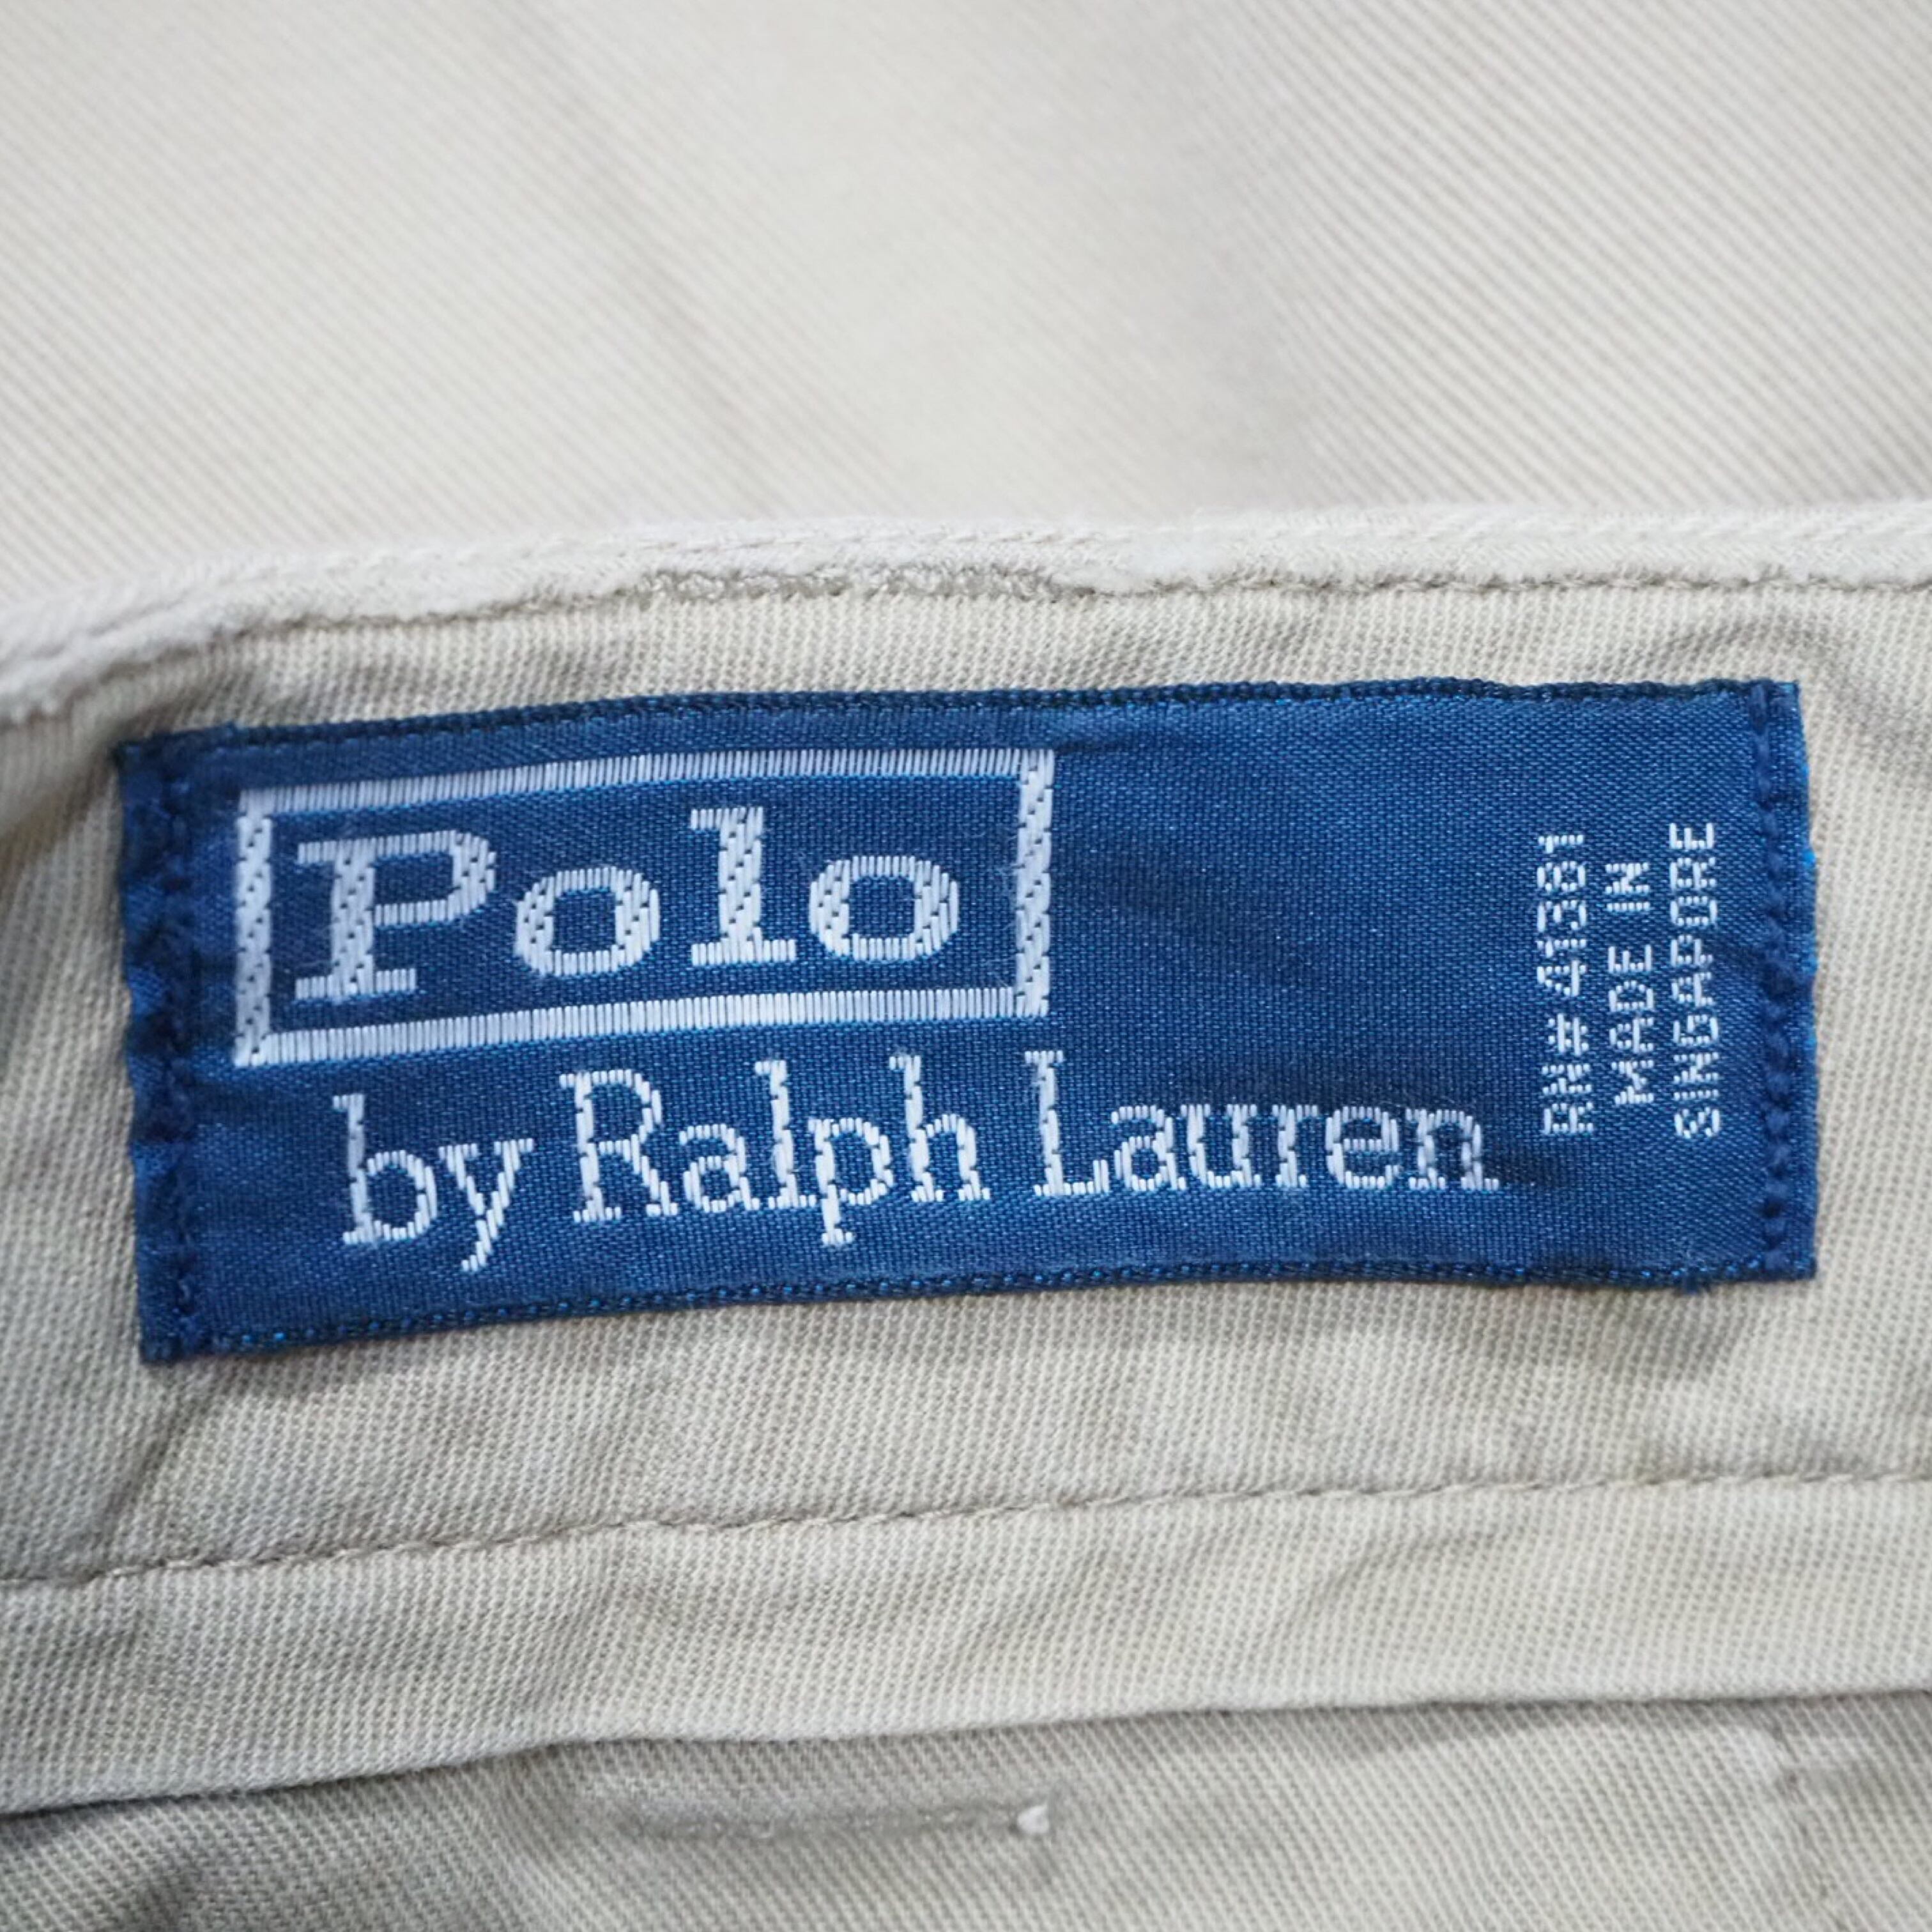 Polo
by Ralph Lauren
RN# 41381
MADE IN
SINGAPORE